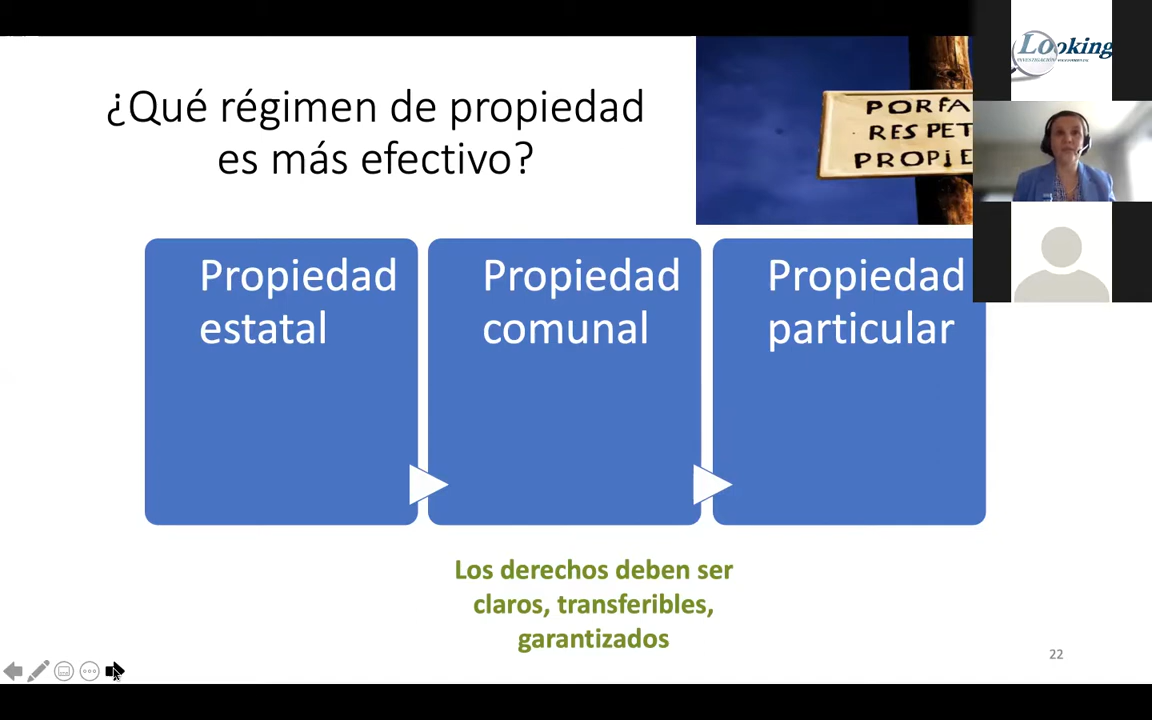 ¿Qué régimen de propiedad
es más efectivo?
PORFA
RESPET
PROPiE
Looking
INVESTIGACIÓN
Propiedad
estatal
Propiedad
comunal
Propiedad
particular
Los derechos deben ser
claros, transferibles,
garantizados
22